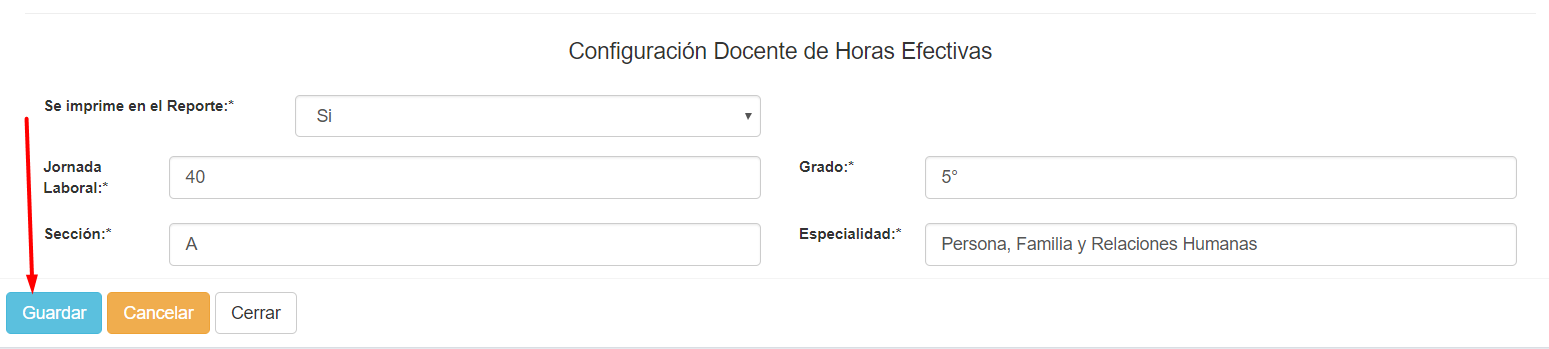 Configuración Docente de Horas Efectivas
Se imprime en el Reporte:*
Si
Jornada
Laboral:*
40
Grado:*
5°
Sección:*
A
Especialidad:*
Persona, Familia y Relaciones Humanas
Guardar Cancelar Cerrar